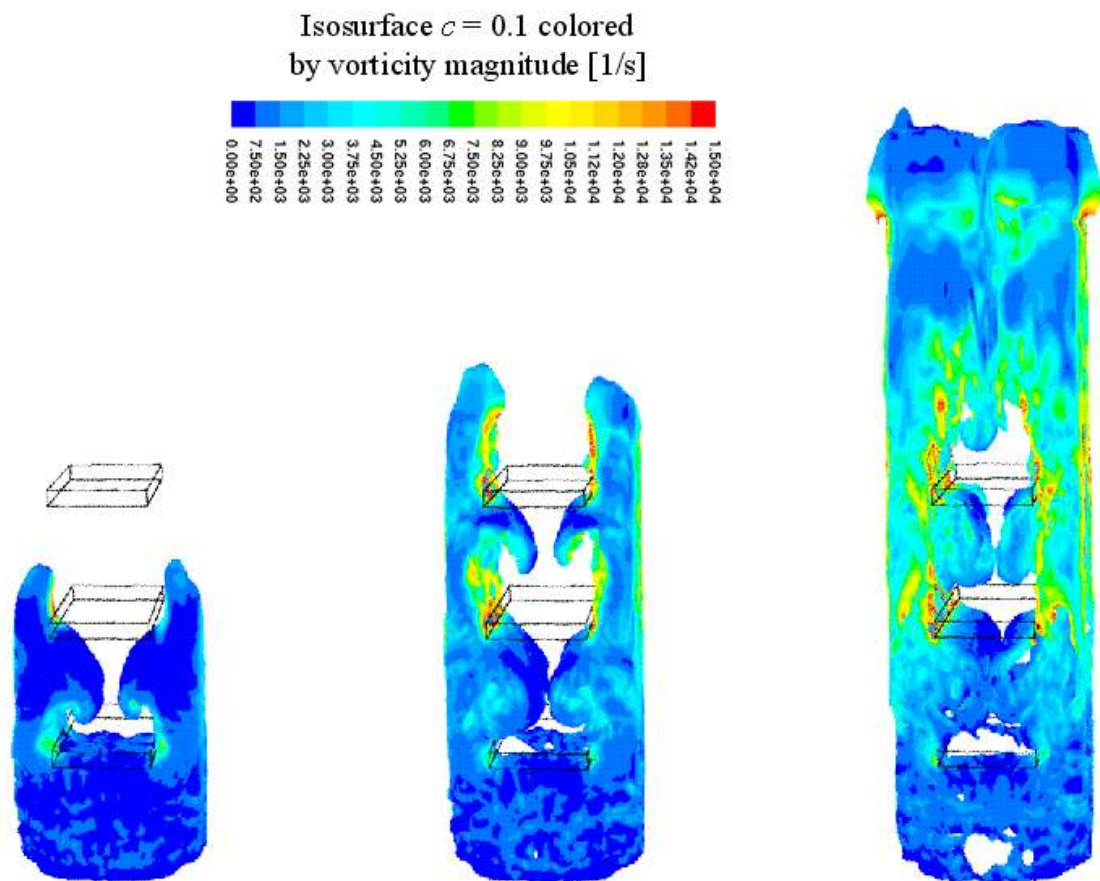 Isosurface c = 0.1 colored
by vorticity magnitude [1/s]
0.00e+00
7.50e+02
1.50e+03
2.25e+03
3.00e+03
3.75e+03
4.50e+03
5.25e+03
6.00e+03
6.75e+03
7.50e+03
8.25e+03
9.00e+03
9.75e+03
1.05e+04
1.12e+04
1.20e+04
1.28e+04
1.35e+04
1.42e+04
1.50e+04